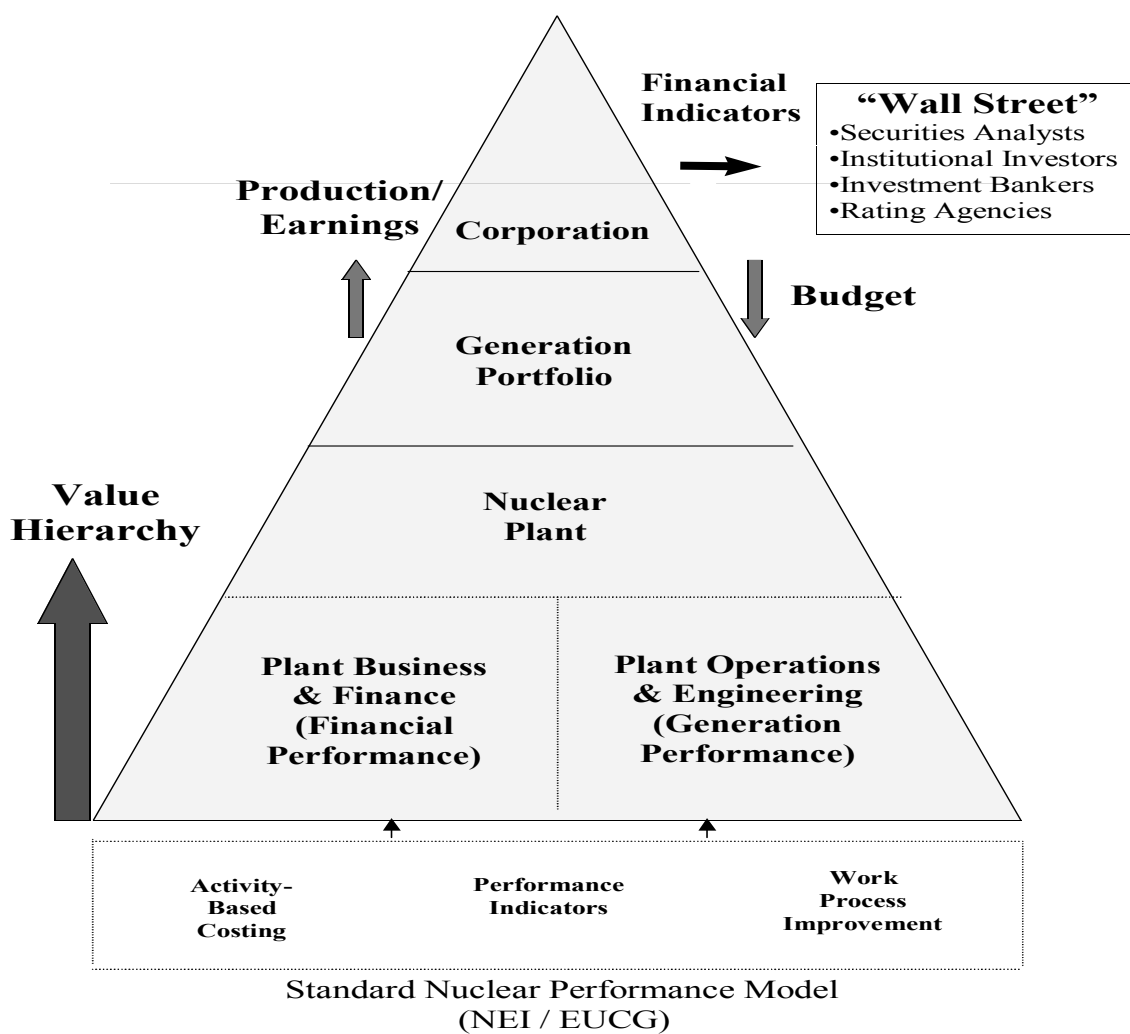 Financial
Indicators
“Wall Street”
•Securities Analysts
•Institutional Investors
•Investment Bankers
•Rating Agencies
Production/
Earnings
Corporation
Budget
Generation
Portfolio
Value
Hierarchy
Nuclear
Plant
Plant Business
& Finance
(Financial
Performance)
Plant Operations
& Engineering
(Generation
Performance)
Activity-
Based
Costing
Performance
Indicators
Work
Process
Improvement
Standard Nuclear Performance Model
(NEI / EUCG)